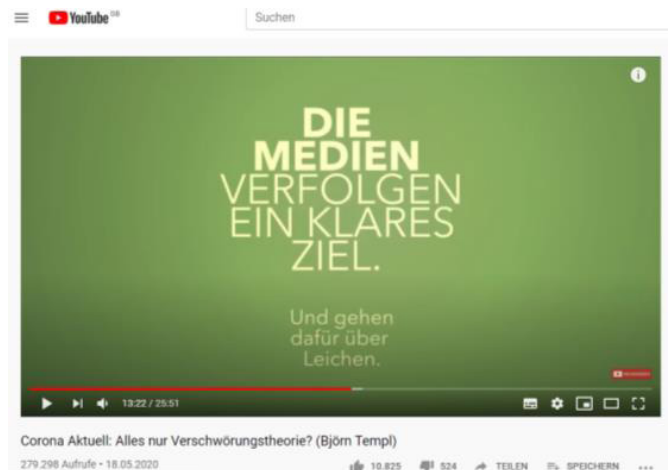 YouTube GB
Suchen
DIE
MEDIEN
VERFOLGEN
EIN KLARES
ZIEL.
Und gehen
dafür über
Leichen.
13:22 / 25:51
Corona Aktuell: Alles nur Verschwörungstheorie? (Björn Templ)
279.298 Aufrufe • 18.05.2020
10.825
524
TEILEN
SPEICHERN